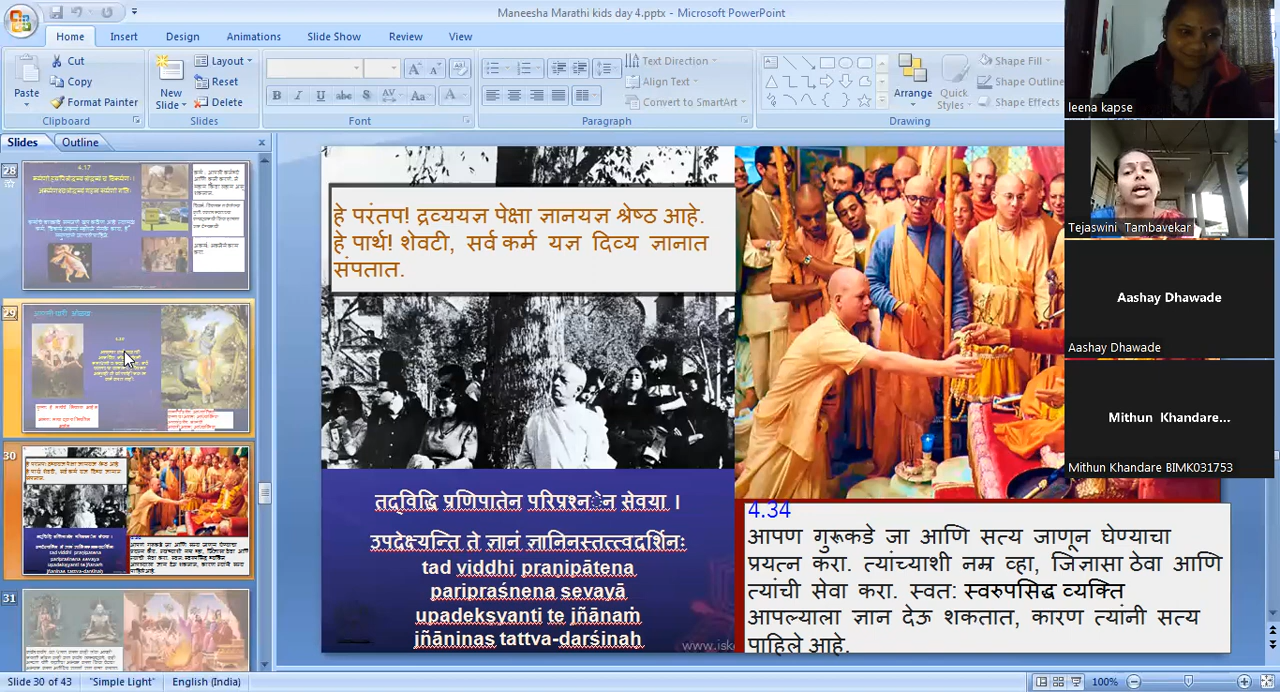 Maneesha Marathi kids day 4.pptx - Microsoft PowerPoint
Home Insert Design Animations Slide Show Review View
Cut
Copy
Format Painter
Paste
Clipboard
New
Slide
Layout
Reset
Delete
Slides
Font
Text Direction
Align Text
Convert to SmartArt
Paragraph
Arrange
Quick
Styles
Shape Fill
Shape Outline
Shape Effects
Drawing
leena kapse
Tejaswini Tambavekar
Aashay Dhawade
Aashay Dhawade
Mithun Khandare...
Mithun Khandare BIMK031753
Slides Outline
28
4.17
29
30
31
हे परंतप! द्रव्ययज्ञ पेक्षा ज्ञानयज्ञ श्रेष्ठ आहे.
हे पार्थ! शेवटी, सर्व कर्म यज्ञ दिव्य ज्ञानात
संपतात.
तद्विद्धि प्रणिपातेन परिप्रश्नेन सेवया ।
उपदेक्ष्यन्ति ते ज्ञानं ज्ञानिनस्तत्त्वदर्शिनः
tad viddhi praṇipātena
paripraśnena sevayā
upadekṣyanti te jñānaṁ
jñāninas tattva-darśinaḥ
4.34
आपण गुरूकडे जा आणि सत्य जाणून घेण्याचा
प्रयत्न करा. त्यांच्याशी नम्र व्हा, जिज्ञासा ठेवा आणि
त्यांची सेवा करा. स्वत: स्वरुपसिद्ध व्यक्ति
आपल्याला ज्ञान देऊ शकतात, कारण त्यांनी सत्य
पाहिले आहे.
Slide 30 of 43 "Simple Light" English (India)
100%